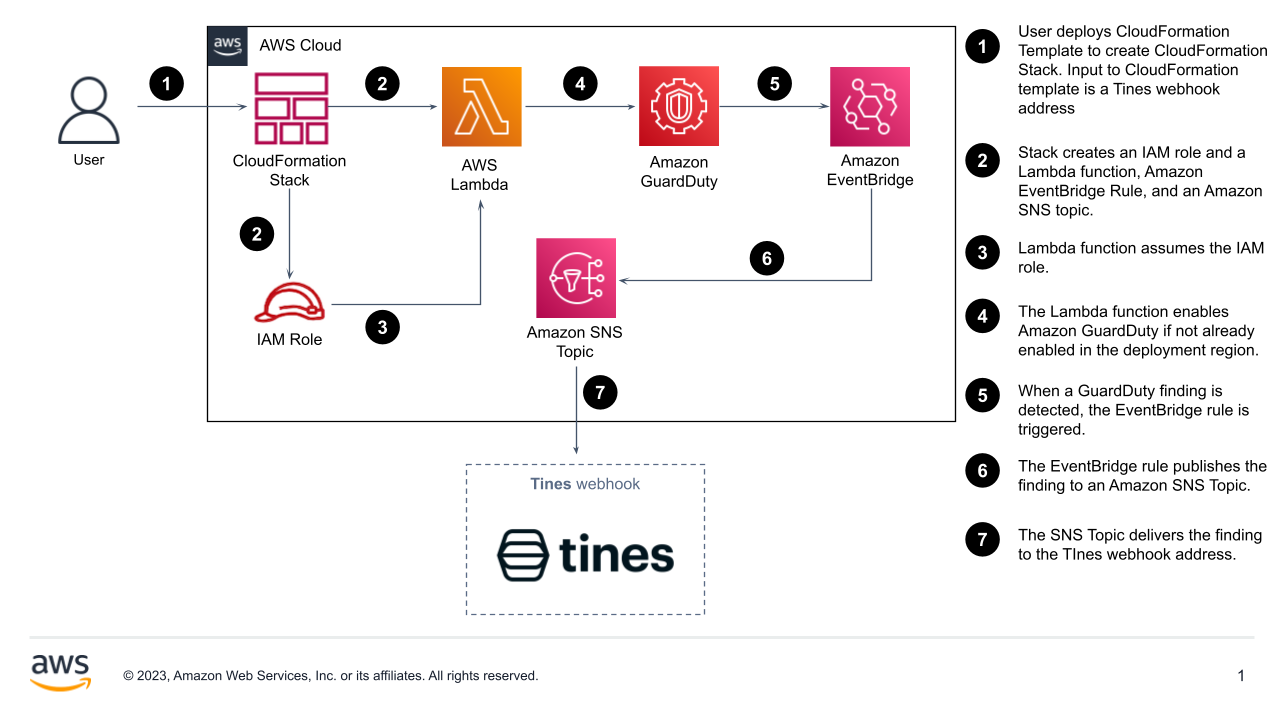 aws
AWS Cloud
User
1
2
4
5
CloudFormation
Stack
AWS
Lambda
Amazon
GuardDuty
Amazon
EventBridge
2
6
IAM Role
3
Amazon SNS
Topic
7
Tines webhook
tines
1
User deploys CloudFormation
Template to create CloudFormation
Stack. Input to CloudFormation
template is a Tines webhook
address
2
Stack creates an IAM role and a
Lambda function, Amazon
EventBridge Rule, and an Amazon
SNS topic.
3
Lambda function assumes the IAM
role.
4
The Lambda function enables
Amazon GuardDuty if not already
enabled in the deployment region.
5
When a GuardDuty finding is
detected, the EventBridge rule is
triggered.
6
The EventBridge rule publishes the
finding to an Amazon SNS Topic.
7
The SNS Topic delivers the finding
to the TInes webhook address.
aws
© 2023, Amazon Web Services, Inc. or its affiliates. All rights reserved.
1